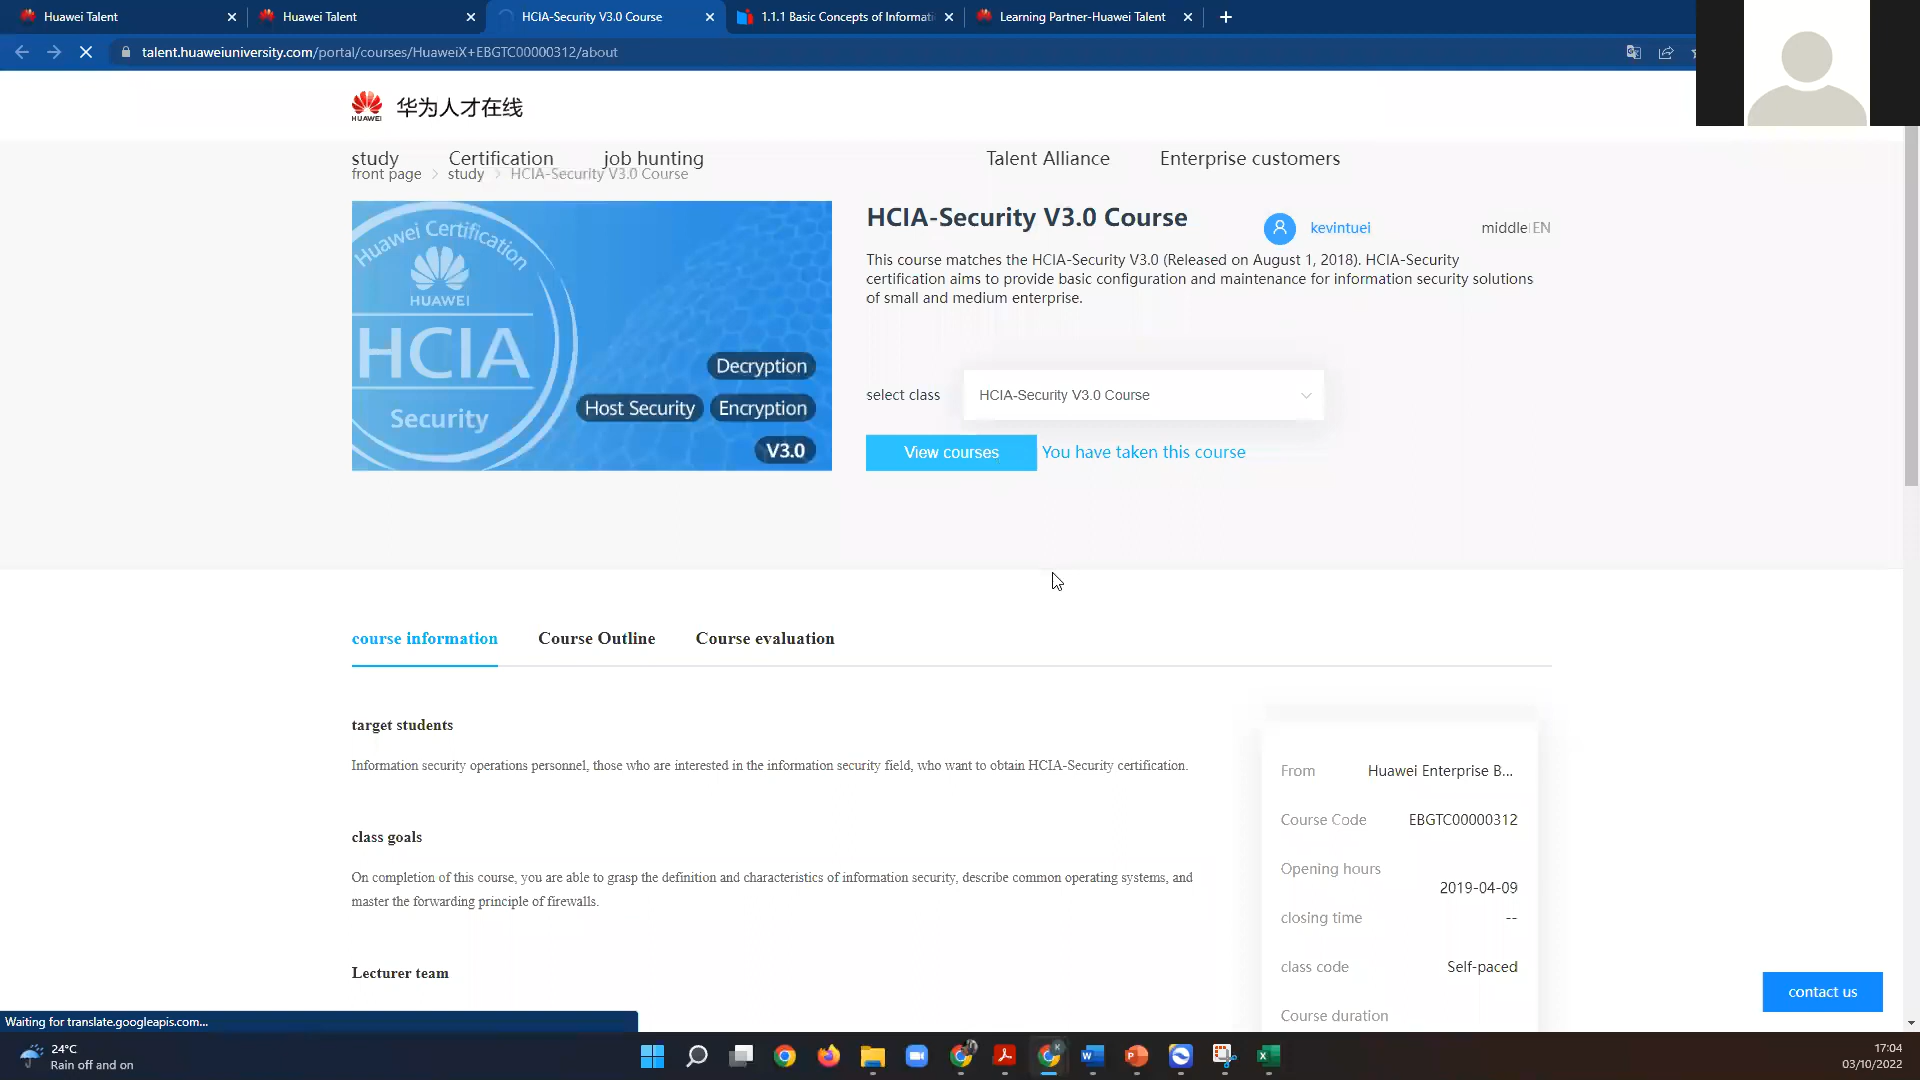 Huawei Talent
Huawei Talent
HCIA-Security V3.0 Course
1.1.1 Basic Concepts of Informati
Learning Partner-Huawei Talent
talent.huaweiuniversity.com/portal/courses/HuaweiX+EBGTC00000312/about
HUAWEI
华为人才在线
study
Certification
job hunting
Talent Alliance
Enterprise customers
front page > study > HCIA-Security V3.0 Course
Huawei Certification
HUAWEI
HCIA
Security
Decryption
Host Security
Encryption
V3.0
HCIA-Security V3.0 Course
kevintuei
middle EN
This course matches the HCIA-Security V3.0 (Released on August 1, 2018). HCIA-Security
certification aims to provide basic configuration and maintenance for information security solutions
of small and medium enterprise.
select class
HCIA-Security V3.0 Course
View courses
You have taken this course
course information
Course Outline
Course evaluation
target students
Information security operations personnel, those who are interested in the information security field, who want to obtain HCIA-Security certification.
class goals
On completion of this course, you are able to grasp the definition and characteristics of information security, describe common operating systems, and
master the forwarding principle of firewalls.
Lecturer team
From
Huawei Enterprise B...
Course Code
EBGTC00000312
Opening hours
2019-04-09
closing time
--
class code
Self-paced
Course duration
contact us
Waiting for translate.googleapis.com...
24°C
Rain off and on
17:04
03/10/2022